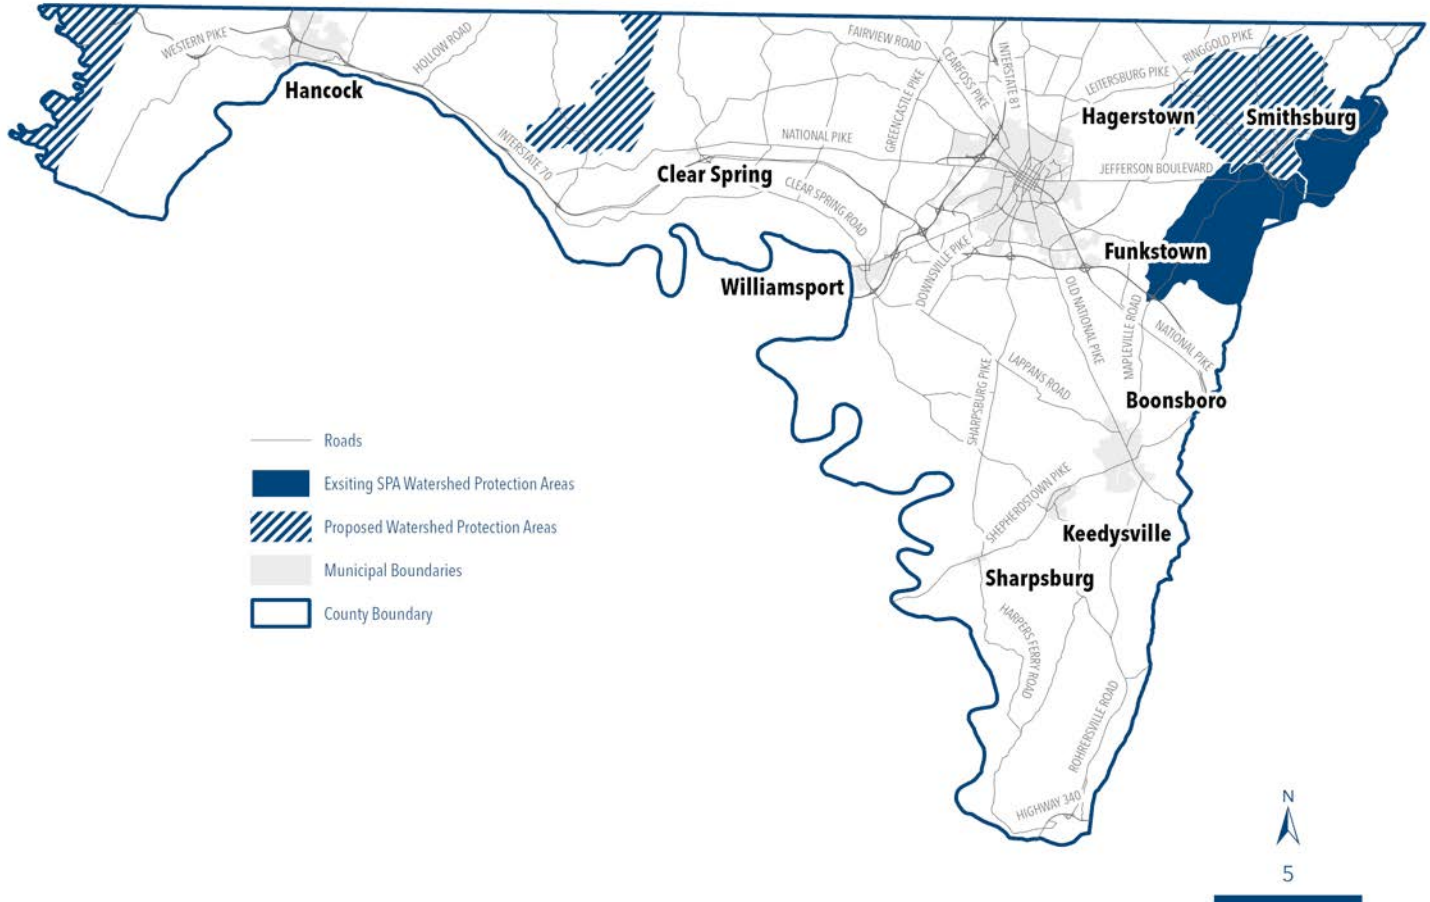 WESTERN PIKE
HOLLOW ROAD
Hancock
INTERSTATE 70
FAIRVIEW ROAD
CEARFOSS PIKE
INTERSTATE 81
GREENCASTLE PIKE
LEITERSBURG PIKE
RINGGOLD PIKE
Hagerstown
Smithsburg
NATIONAL PIKE
JEFFERSON BOULEVARD
Clear Spring
CLEAR SPRING ROAD
Funkstown
Williamsport
DOWNSVILLE PIKE
OLD NATIONAL PIKE
MAPLEVILLE ROAD
NATIONAL PIKE
LAPPANS ROAD
SHARPSBURG PIKE
Boonsboro
SHEPHERDSTOWN PIKE
Keedysville
Sharpsburg
HARPERS FERRY ROAD
ROHRERSVILLE ROAD
HIGHWAY 340
Roads
Exsiting SPA Watershed Protection Areas
Proposed Watershed Protection Areas
Municipal Boundaries
County Boundary
N
5